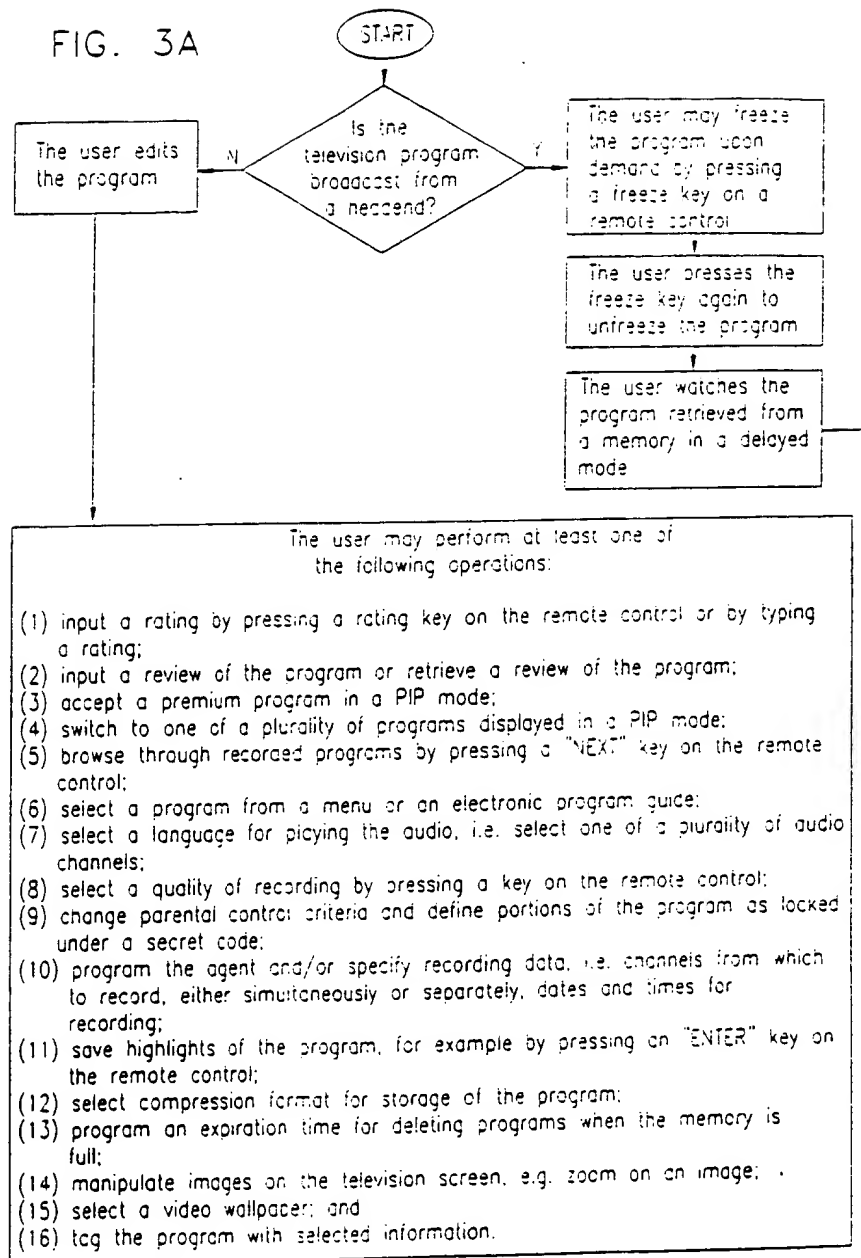 FIG. 3A
START
Is the
television program
broadcast from
a headend?
N
Y
The user edits
the program
The user may freeze
the program upon
demand by pressing
a freeze key on a
remote control
The user presses the
freeze key again to
unfreeze the program
The user watches the
program retrieved from
a memory in a delayed
mode
The user may perform at least one of
the following operations:
(1) input a rating by pressing a rating key on the remote control or by typing
a rating;
(2) input a review of the program or retrieve a review of the program;
(3) accept a premium program in a PIP mode;
(4) switch to one of a plurality of programs displayed in a PIP mode;
(5) browse through recorded programs by pressing a "NEXT" key on the remote
control;
(6) select a program from a menu or an electronic program guide;
(7) select a language for playing the audio, i.e. select one of a plurality of audio
channels;
(8) select a quality of recording by pressing a key on the remote control;
(9) change parental control criteria and define portions of the program as locked
under a secret code;
(10) program the agent and/or specify recording data, i.e. channels from which
to record, either simultaneously or separately, dates and times for
recording;
(11) save highlights of the program, for example by pressing an "ENTER" key on
the remote control;
(12) select compression format for storage of the program;
(13) program an expiration time for deleting programs when the memory is
full;
(14) manipulate images on the television screen, e.g. zoom on an image;
(15) select a video wallpaper; and
(16) tag the program with selected information.